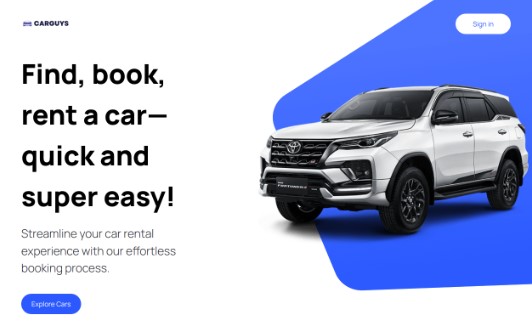 CARGUYS
Sign in
Find, book,
rent a car—
quick and
super easy!
Streamline your car rental
experience with our effortless
booking process.
Explore Cars